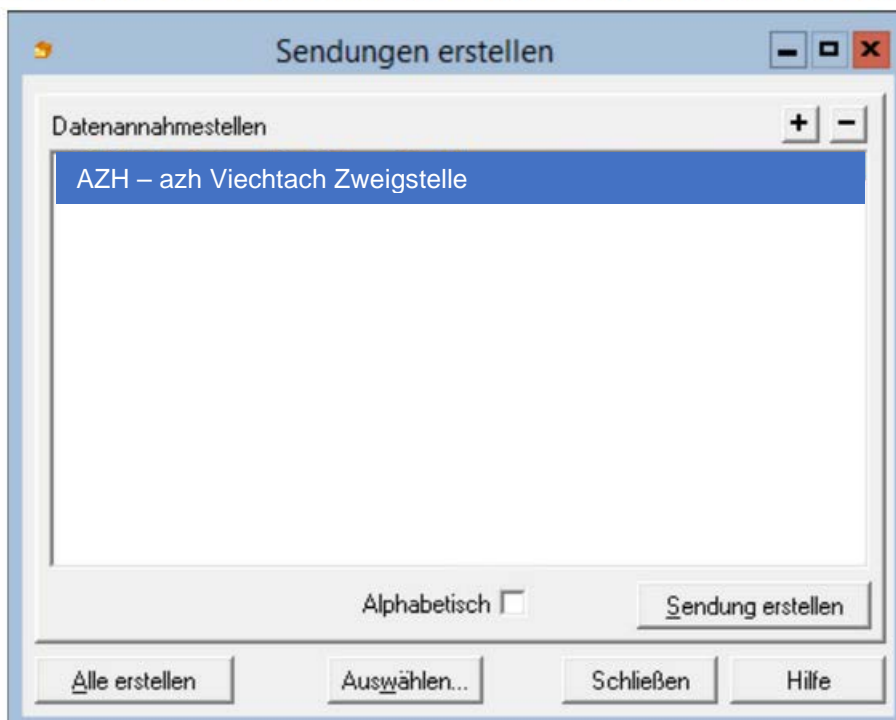 Sendungen erstellen
Datenannahmestellen + −
AZH – azh Viechtach Zweigstelle
Alphabetisch Sendung erstellen
Alle erstellen Auswählen... Schließen Hilfe